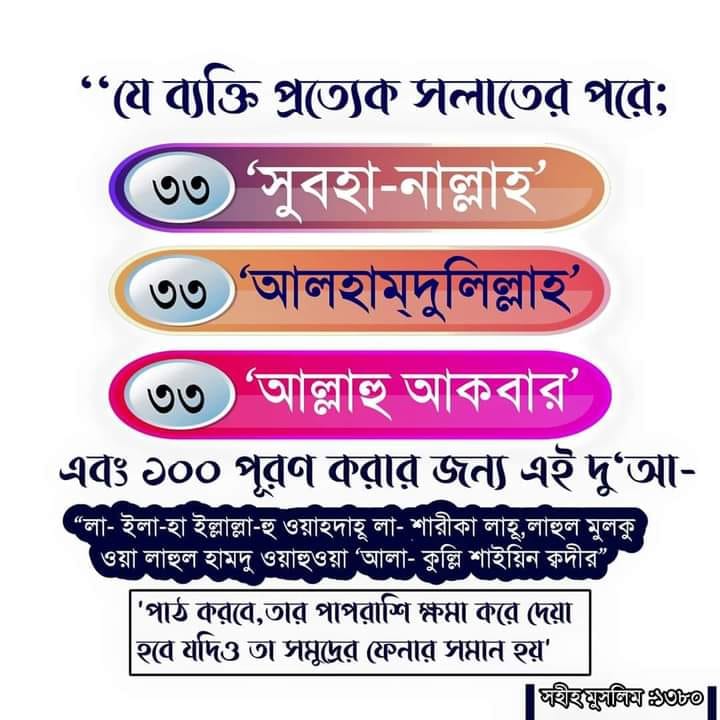 ‘‘যে ব্যক্তি প্রত্যেক সলাতের পরে;
৩৩ ‘সুবহা-নাল্লাহ’
৩৩ ‘আলহাম্‌দুলিল্লাহ’
৩৩ ‘আল্লাহু আকবার’
এবং ১০০ পূরণ করার জন্য এই দু‘আ-
“লা- ইলা-হা ইল্লাল্লা-হু ওয়াহদাহূ লা- শারীকা লাহূ,লাহুল মুলকু
ওয়া লাহুল হামদু ওয়াহুওয়া ‘আলা- কুল্লি শাইয়িন ক্বদীর”
'পাঠ করবে,তার পাপরাশি ক্ষমা করে দেয়া
হবে যদিও তা সমুদ্রের ফেনার সমান হয়'
সহীহ মুসলিম :১৩৮০